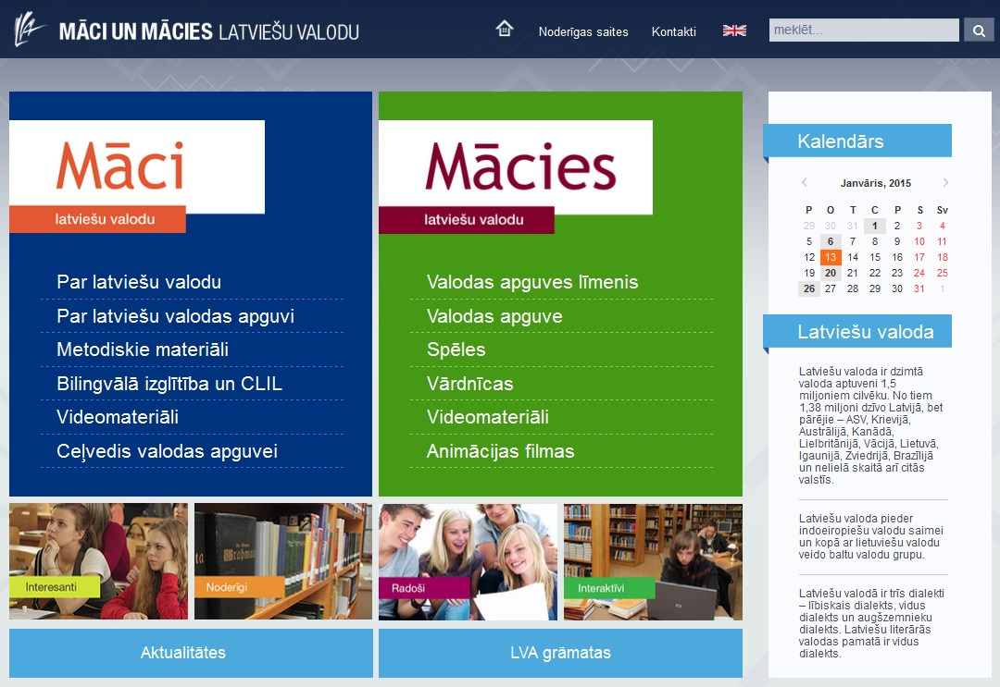 MĀCI UN MĀCIES LATVIEŠU VALODU
Noderīgas saites
Kontakti
meklēt...
Māci
latviešu valodu
Par latviešu valodu
Par latviešu valodas apguvi
Metodiskie materiāli
Bilingvālā izglītība un CLIL
Videomateriāli
Ceļvedis valodas apguvei
Mācies
latviešu valodu
Valodas apguves līmenis
Valodas apguve
Spēles
Vārdnīcas
Videomateriāli
Animācijas filmas
Interesanti
Noderīgi
Radoši
Interaktīvi
Aktualitātes
LVA grāmatas
Kalendārs
Janvāris, 2015
P O T C P S Sv
29 30 31 1 2 3 4
5 6 7 8 9 10 11
12 13 14 15 16 17 18
19 20 21 22 23 24 25
26 27 28 29 30 31 1
Latviešu valoda
Latviešu valoda ir dzimtā
valoda aptuveni 1,5
miljoniem cilvēku. No tiem
1,38 miljoni dzīvo Latvijā, bet
pārējie – ASV, Krievijā,
Austrālijā, Kanādā,
Lielbritānijā, Vācijā, Lietuvā,
Igaunijā, Zviedrijā, Brazīlijā
un nelielā skaitā arī citās
valstīs.
Latviešu valoda pieder
indoeiropiešu valodu saimei
un kopā ar lietuviešu valodu
veido baltu valodu grupu.
Latviešu valodā ir trīs dialekti
– lībiskais dialekts, vidus
dialekts un augšzemnieku
dialekts. Latviešu literārās
valodas pamatā ir vidus
dialekts.